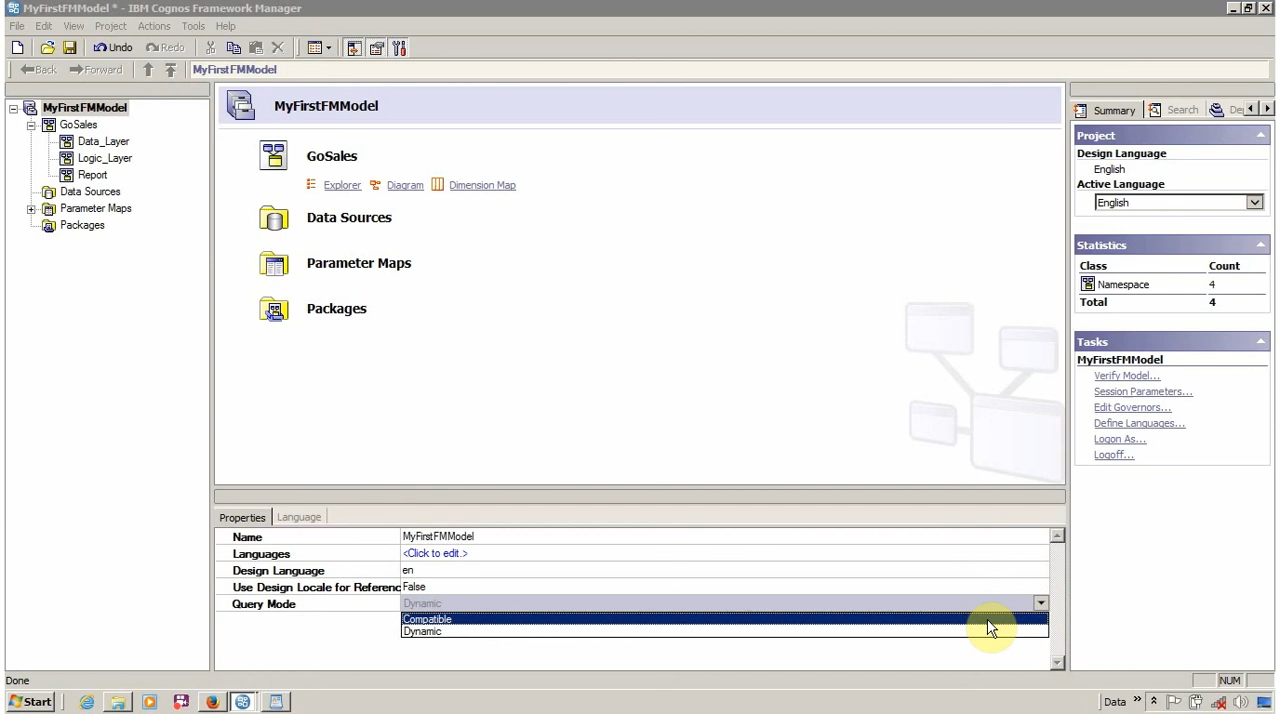 MyFirstFMModel * - IBM Cognos Framework Manager
File Edit View Project Actions Tools Help
Undo Redo
Back Forward MyFirstFMModel
MyFirstFMModel
GoSales
Data_Layer
Logic_Layer
Report
Data Sources
Parameter Maps
Packages
MyFirstFMModel
GoSales
Explorer Diagram Dimension Map
Data Sources
Parameter Maps
Packages
Summary Search De
Project
Design Language
English
Active Language
English
Statistics
Class Count
Namespace 4
Total 4
Tasks
MyFirstFMModel
Verify Model...
Session Parameters...
Edit Governors...
Define Languages...
Logon As...
Logoff...
Properties Language
Name MyFirstFMModel
Languages <Click to edit.>
Design Language en
Use Design Locale for Referenc False
Query Mode Dynamic
Compatible
Dynamic
Done NUM
Start Data »